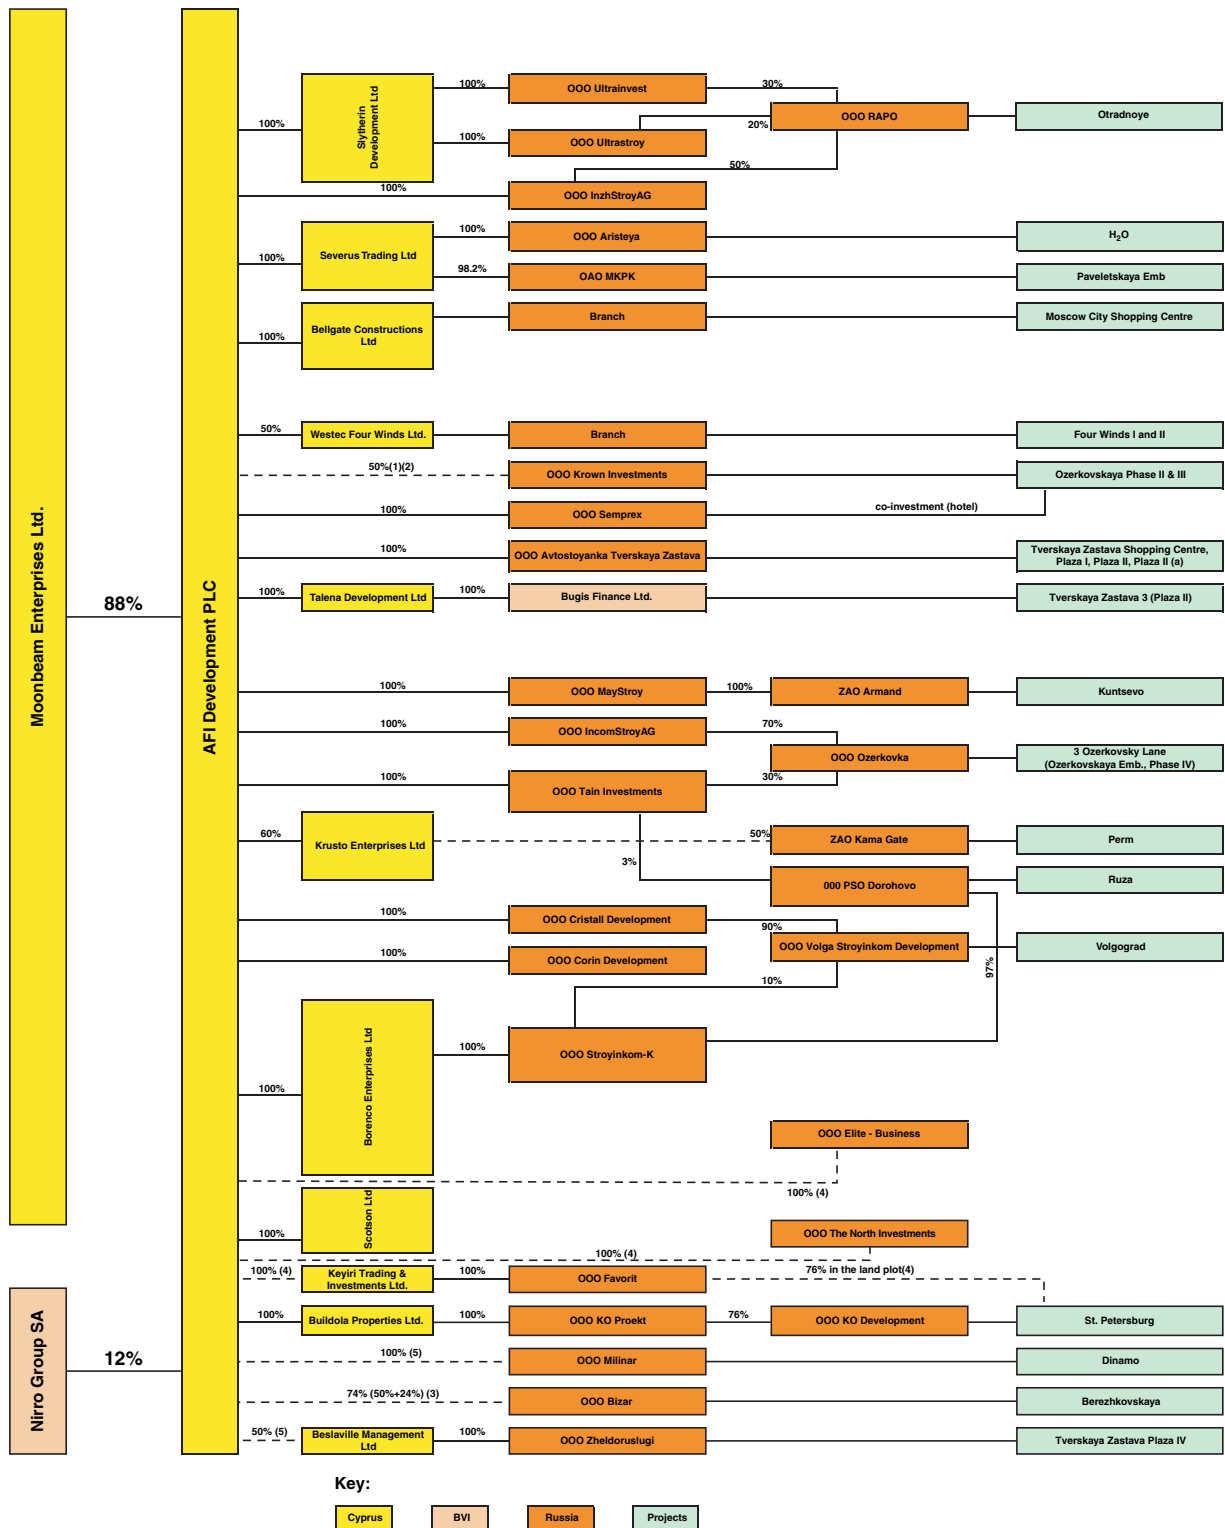 Moonbeam Enterprises Ltd.
88%
Nirro Group SA
12%
AFI Development PLC
100%
Slytherin
Development Ltd
100%
OOO Ultrainvest
30%
100%
OOO Ultrastroy
20%
OOO RAPO
Otradnoye
50%
100%
OOO InzhStroyAG
100%
Severus Trading Ltd
100%
OOO Aristeya
H2O
98.2%
OAO MKPK
Paveletskaya Emb
100%
Bellgate Constructions
Ltd
Branch
Moscow City Shopping Centre
50%
Westec Four Winds Ltd.
Branch
Four Winds I and II
50%(1)(2)
OOO Krown Investments
Ozerkovskaya Phase II & III
100%
OOO Semprex
co-investment (hotel)
100%
OOO Avtostoyanka Tverskaya Zastava
Tverskaya Zastava Shopping Centre,
Plaza I, Plaza II, Plaza II (a)
100%
Talena Development Ltd
100%
Bugis Finance Ltd.
Tverskaya Zastava 3 (Plaza II)
100%
OOO MayStroy
100%
ZAO Armand
Kuntsevo
100%
OOO IncomStroyAG
70%
OOO Ozerkovka
3 Ozerkovsky Lane
(Ozerkovskaya Emb., Phase IV)
100%
OOO Tain Investments
30%
60%
Krusto Enterprises Ltd
50%
ZAO Kama Gate
Perm
3%
000 PSO Dorohovo
Ruza
100%
OOO Cristall Development
90%
OOO Volga Stroyinkom Development
Volgograd
100%
OOO Corin Development
97%
10%
100%
Borenco Enterprises Ltd
100%
OOO Stroyinkom-K
OOO Elite - Business
100% (4)
100%
Scotson Ltd
OOO The North Investments
100% (4)
100% (4)
Keyiri Trading &
Investments Ltd.
100%
OOO Favorit
76% in the land plot(4)
100%
Buildola Properties Ltd.
100%
OOO KO Proekt
76%
OOO KO Development
St. Petersburg
100% (5)
OOO Milinar
Dinamo
74% (50%+24%) (3)
OOO Bizar
Berezhkovskaya
50% (5)
Beslaville Management
Ltd
100%
OOO Zheldoruslugi
Tverskaya Zastava Plaza IV
Key:
Cyprus
BVI
Russia
Projects